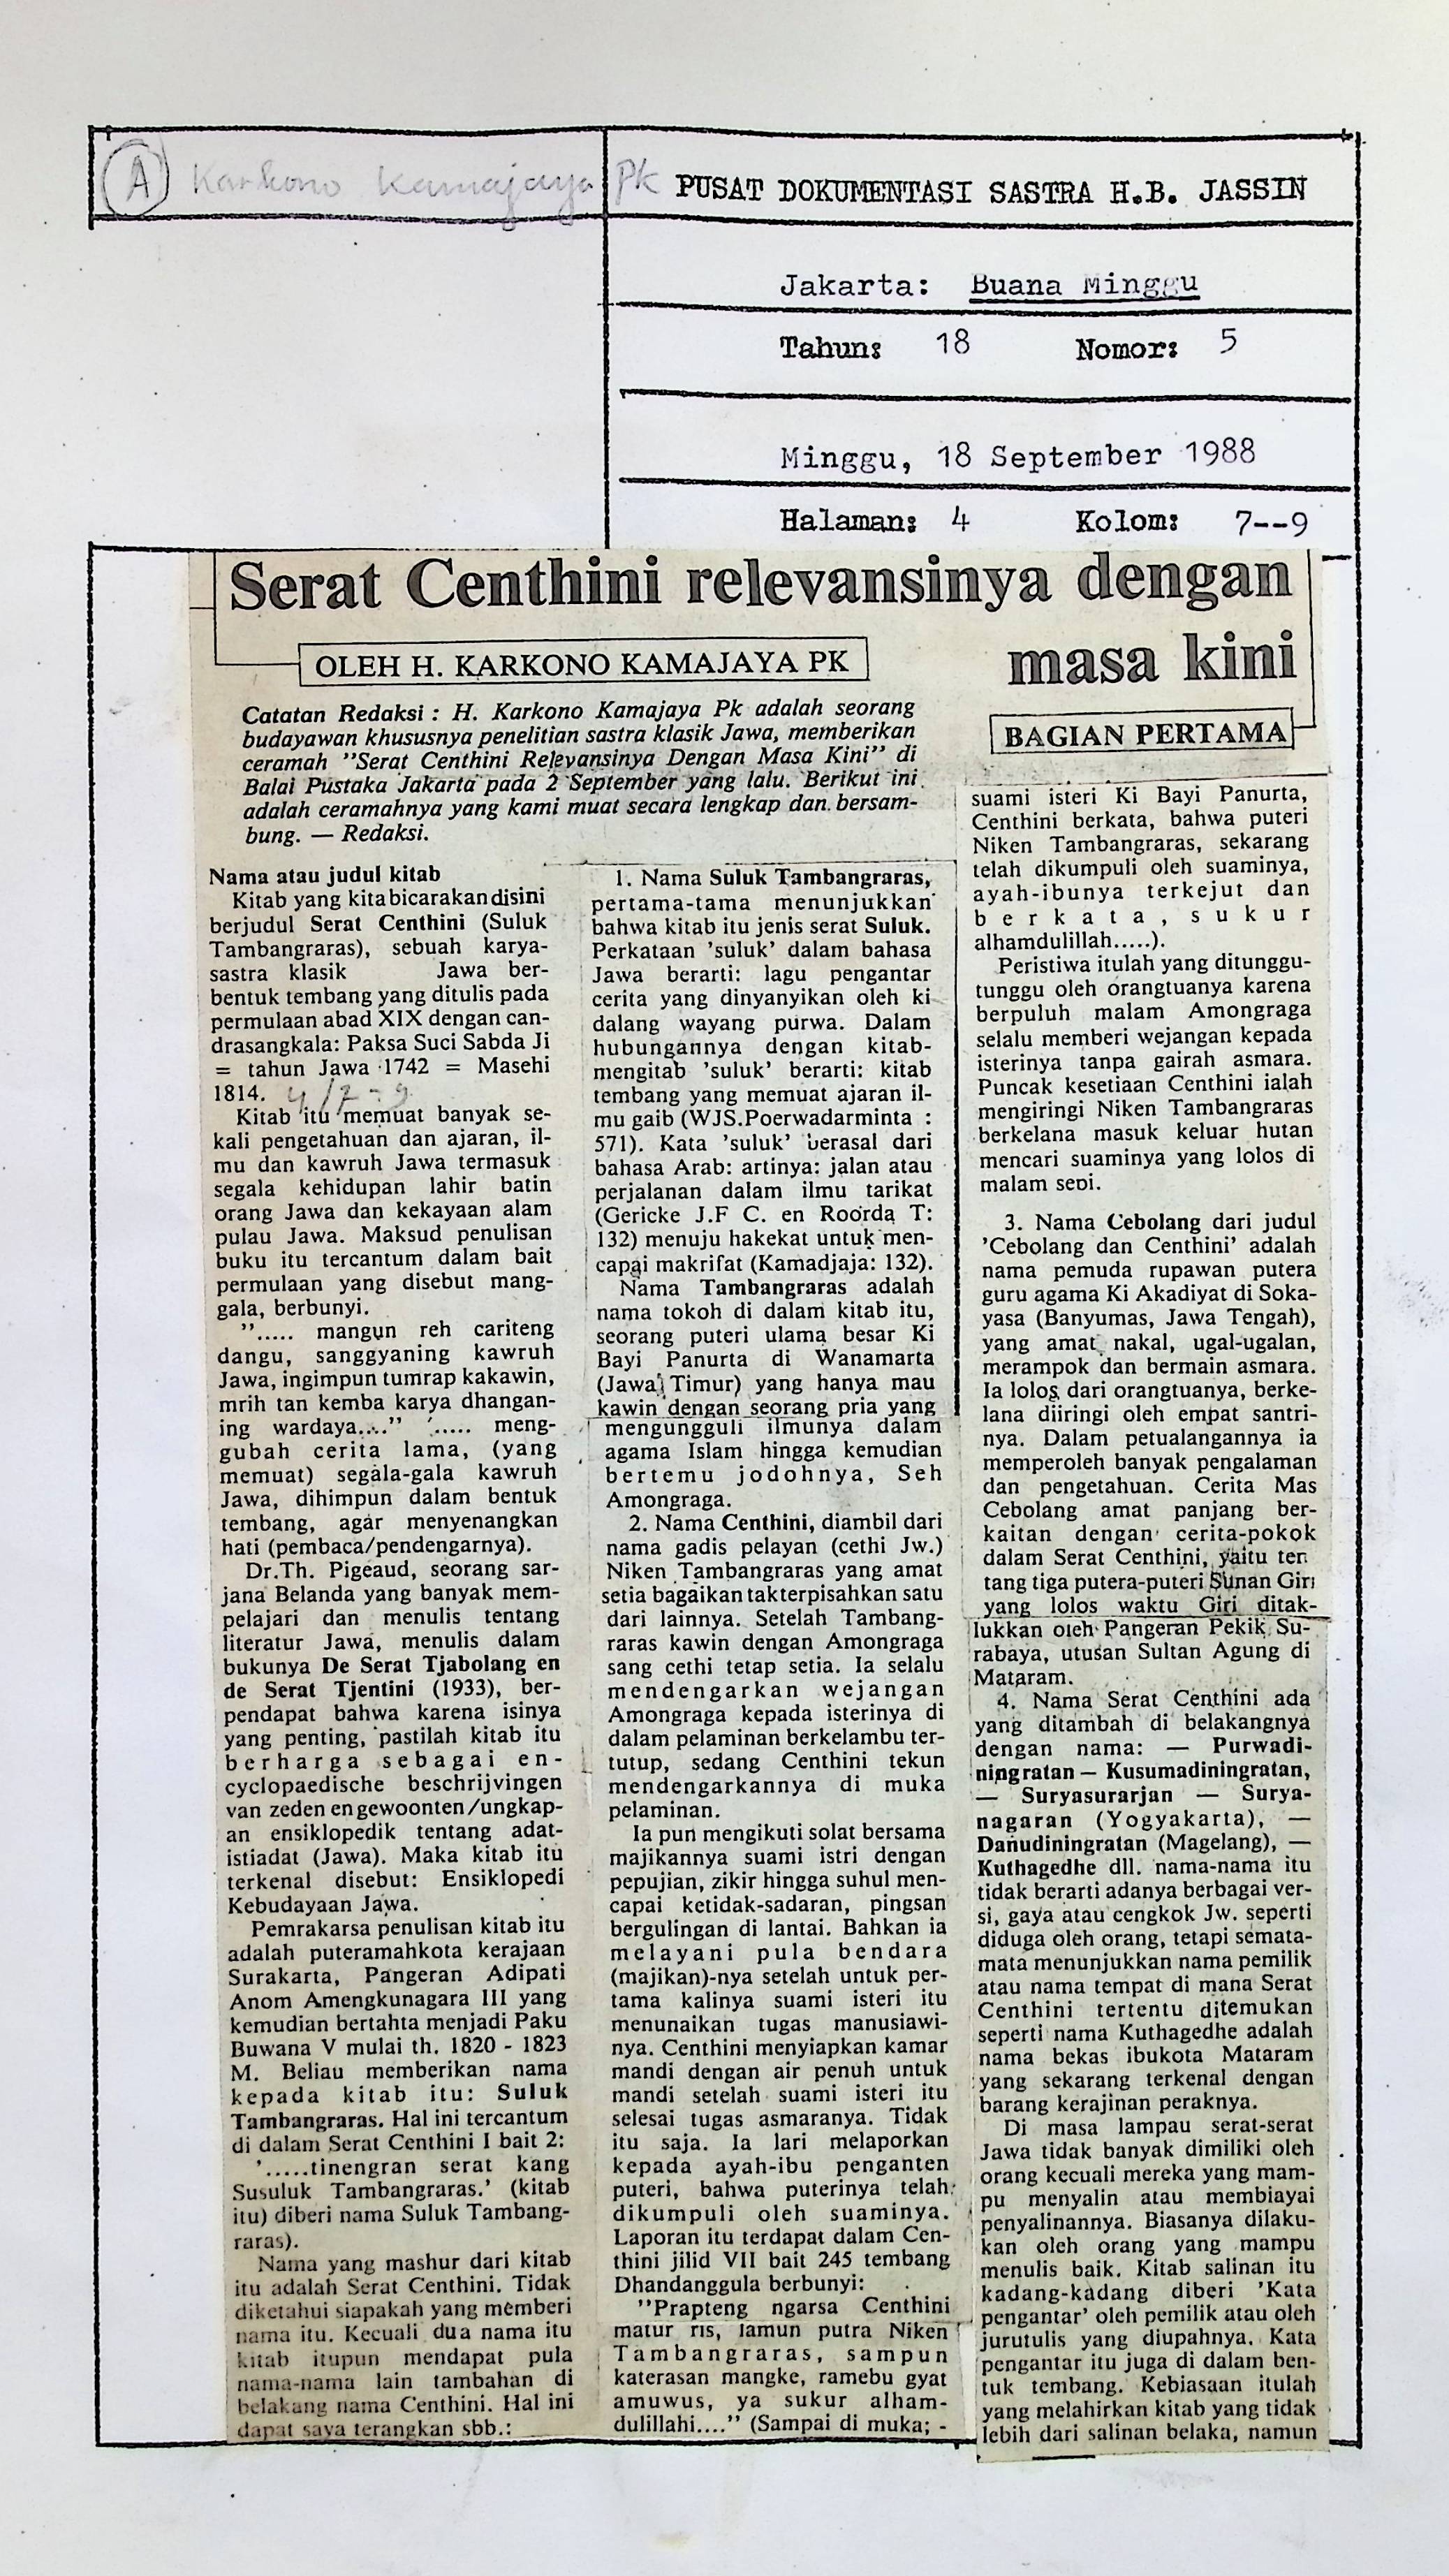 A Karkono Kamajaya Pk
PUSAT DOKUMENTASI SASTRA H.B. JASSIN
Jakarta: Buana Minggu
Tahun: 18 Nomor: 5
Minggu, 18 September 1988
Halaman: 4 Kolom: 7--9
Serat Centhini relevansinya dengan
masa kini
OLEH H. KARKONO KAMAJAYA PK
BAGIAN PERTAMA
Catatan Redaksi : H. Karkono Kamajaya Pk adalah seorang
budayawan khususnya penelitian sastra klasik Jawa, memberikan
ceramah ”Serat Centhini Relevansinya Dengan Masa Kini” di
Balai Pustaka Jakarta pada 2 September yang lalu. Berikut ini
adalah ceramahnya yang kami muat secara lengkap dan bersam-
bung. — Redaksi.
Nama atau judul kitab
Kitab yang kita bicarakan disini
berjudul Serat Centhini (Suluk
Tambangraras), sebuah karya-
sastra klasik Jawa ber-
bentuk tembang yang ditulis pada
permulaan abad XIX dengan can-
drasangkala: Paksa Suci Sabda Ji
= tahun Jawa 1742 = Masehi
1814. 4/7-9
Kitab itu memuat banyak se-
kali pengetahuan dan ajaran, il-
mu dan kawruh Jawa termasuk
segala kehidupan lahir batin
orang Jawa dan kekayaan alam
pulau Jawa. Maksud penulisan
buku itu tercantum dalam bait
permulaan yang disebut mang-
gala, berbunyi.
”..... mangun reh cariteng
dangu, sanggyaning kawruh
Jawa, ingimpun tumrap kakawin,
mrih tan kemba karya dhangan-
ing wardaya....” ‘..... meng-
gubah cerita lama, (yang
memuat) segala-gala kawruh
Jawa, dihimpun dalam bentuk
tembang, agar menyenangkan
hati (pembaca/pendengarnya).
Dr.Th. Pigeaud, seorang sar-
jana Belanda yang banyak mem-
pelajari dan menulis tentang
literatur Jawa, menulis dalam
bukunya De Serat Tjabolang en
de Serat Tjentini (1933), ber-
pendapat bahwa karena isinya
yang penting, pastilah kitab itu
berharga sebagai en-
cyclopaedische beschrijvingen
van zeden en gewoonten/ungkap-
an ensiklopedik tentang adat-
istiadat (Jawa). Maka kitab itu
terkenal disebut: Ensiklopedi
Kebudayaan Jawa.
Pemrakarsa penulisan kitab itu
adalah puteramahkota kerajaan
Surakarta, Pangeran Adipati
Anom Amengkunagara III yang
kemudian bertahta menjadi Paku
Buwana V mulai th. 1820 - 1823
M. Beliau memberikan nama
kepada kitab itu: Suluk
Tambangraras. Hal ini tercantum
di dalam Serat Centhini I bait 2:
’.....tinengran serat kang
Susuluk Tambangraras.’ (kitab
itu) diberi nama Suluk Tambang-
raras).
Nama yang mashur dari kitab
itu adalah Serat Centhini. Tidak
diketahui siapakah yang memberi
nama itu. Kecuali dua nama itu
kitab itupun mendapat pula
nama-nama lain tambahan di
belakang nama Centhini. Hal ini
dapat saya terangkan sbb.:
1. Nama Suluk Tambangraras,
pertama-tama menunjukkan
bahwa kitab itu jenis serat Suluk.
Perkataan ’suluk’ dalam bahasa
Jawa berarti: lagu pengantar
cerita yang dinyanyikan oleh ki
dalang wayang purwa. Dalam
hubungannya dengan kitab-
mengitab ’suluk’ berarti: kitab
tembang yang memuat ajaran il-
mu gaib (WJS.Poerwadarminta :
571). Kata ’suluk’ berasal dari
bahasa Arab: artinya: jalan atau
perjalanan dalam ilmu tarikat
(Gericke J.F C. en Roorda T:
132) menuju hakekat untuk men-
capai makrifat (Kamadjaja: 132).
Nama Tambangraras adalah
nama tokoh di dalam kitab itu,
seorang puteri ulama besar Ki
Bayi Panurta di Wanamarta
(Jawa Timur) yang hanya mau
kawin dengan seorang pria yang
mengungguli ilmunya dalam
agama Islam hingga kemudian
bertemu jodohnya, Seh
Amongraga.
2. Nama Centhini, diambil dari
nama gadis pelayan (cethi Jw.)
Niken Tambangraras yang amat
setia bagaikan takterpisahkan satu
dari lainnya. Setelah Tambang-
raras kawin dengan Amongraga
sang cethi tetap setia. Ia selalu
mendengarkan wejangan
Amongraga kepada isterinya di
dalam pelaminan berkelambu ter-
tutup, sedang Centhini tekun
mendengarkannya di muka
pelaminan.
Ia pun mengikuti solat bersama
majikannya suami istri dengan
pepujian, zikir hingga suhul men-
capai ketidak-sadaran, pingsan
bergulingan di lantai. Bahkan ia
melayani pula bendara
(majikan)-nya setelah untuk per-
tama kalinya suami isteri itu
menunaikan tugas manusiawi-
nya. Centhini menyiapkan kamar
mandi dengan air penuh untuk
mandi setelah suami isteri itu
selesai tugas asmaranya. Tidak
itu saja. Ia lari melaporkan
kepada ayah-ibu penganten
puteri, bahwa puterinya telah
dikumpuli oleh suaminya.
Laporan itu terdapat dalam Cen-
thini jilid VII bait 245 tembang
Dhandanggula berbunyi:
”Prapteng ngarsa Centhini
matur ris, lamun putra Niken
Tambangraras, sampun
katerasan mangke, ramebu gyat
amuwus, ya sukur alham-
dulillahi....” (Sampai di muka; -
suami isteri Ki Bayi Panurta,
Centhini berkata, bahwa puteri
Niken Tambangraras, sekarang
telah dikumpuli oleh suaminya,
ayah-ibunya terkejut dan
berkata, sukur
alhamdulillah.....).
Peristiwa itulah yang ditunggu-
tunggu oleh orangtuanya karena
berpuluh malam Amongraga
selalu memberi wejangan kepada
isterinya tanpa gairah asmara.
Puncak kesetiaan Centhini ialah
mengiringi Niken Tambangraras
berkelana masuk keluar hutan
mencari suaminya yang lolos di
malam sepi.
3. Nama Cebolang dari judul
’Cebolang dan Centhini’ adalah
nama pemuda rupawan putera
guru agama Ki Akadiyat di Soka-
yasa (Banyumas, Jawa Tengah),
yang amat nakal, ugal-ugalan,
merampok dan bermain asmara.
Ia lolos dari orangtuanya, berke-
lana diiringi oleh empat santri-
nya. Dalam petualangannya ia
memperoleh banyak pengalaman
dan pengetahuan. Cerita Mas
Cebolang amat panjang ber-
kaitan dengan cerita-pokok
dalam Serat Centhini, yaitu ten
tang tiga putera-puteri Sunan Giri
yang lolos waktu Giri ditak-
lukkan oleh Pangeran Pekik Su-
rabaya, utusan Sultan Agung di
Mataram.
4. Nama Serat Centhini ada
yang ditambah di belakangnya
dengan nama: — Purwadi-
ningratan — Kusumadiningratan,
— Suryasurarjan — Surya-
nagaran (Yogyakarta), —
Danudiningratan (Magelang), —
Kuthagedhe dll. nama-nama itu
tidak berarti adanya berbagai ver-
si, gaya atau cengkok Jw. seperti
diduga oleh orang, tetapi semata-
mata menunjukkan nama pemilik
atau nama tempat di mana Serat
Centhini tertentu ditemukan
seperti nama Kuthagedhe adalah
nama bekas ibukota Mataram
yang sekarang terkenal dengan
barang kerajinan peraknya.
Di masa lampau serat-serat
Jawa tidak banyak dimiliki oleh
orang kecuali mereka yang mam-
pu menyalin atau membiayai
penyalinannya. Biasanya dilaku-
kan oleh orang yang mampu
menulis baik. Kitab salinan itu
kadang-kadang diberi ’Kata
pengantar’ oleh pemilik atau oleh
jurutulis yang diupahnya. Kata
pengantar itu juga di dalam ben-
tuk tembang. Kebiasaan itulah
yang melahirkan kitab yang tidak
lebih dari salinan belaka, namun